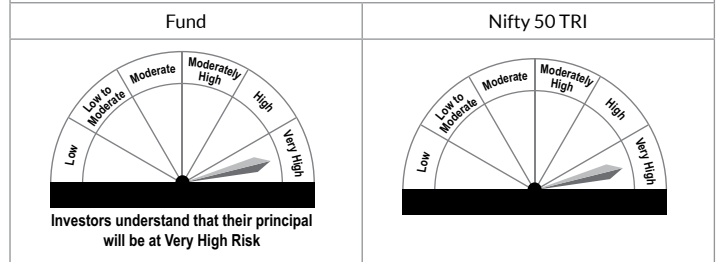 Fund
Nifty 50 TRI
Low
Low to
Moderate
Moderate
Moderately
High
High
Very High
Low
Low to
Moderate
Moderate
Moderately
High
High
Very High
Investors understand that their principal
will be at Very High Risk